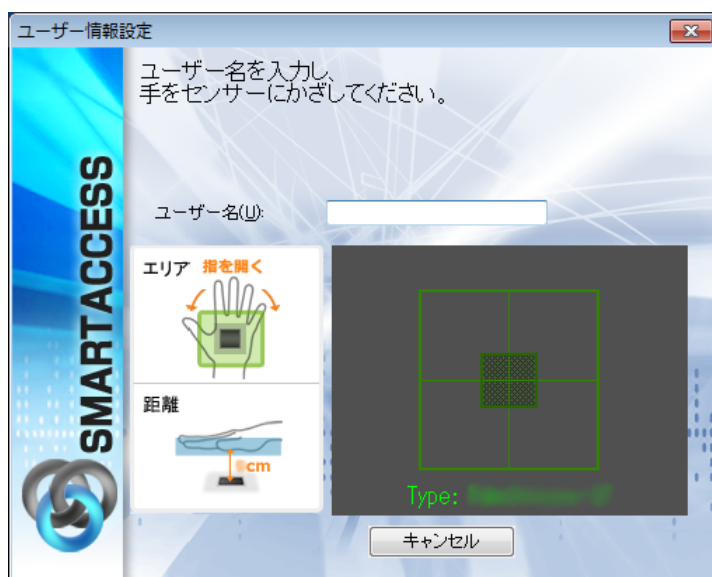 ユーザー情報設定
ユーザー名を入力し、
手をセンサーにかざしてください。
SMARTACCESS
ユーザー名(U):
エリア 指を開く
距離
cm
Type:
キャンセル